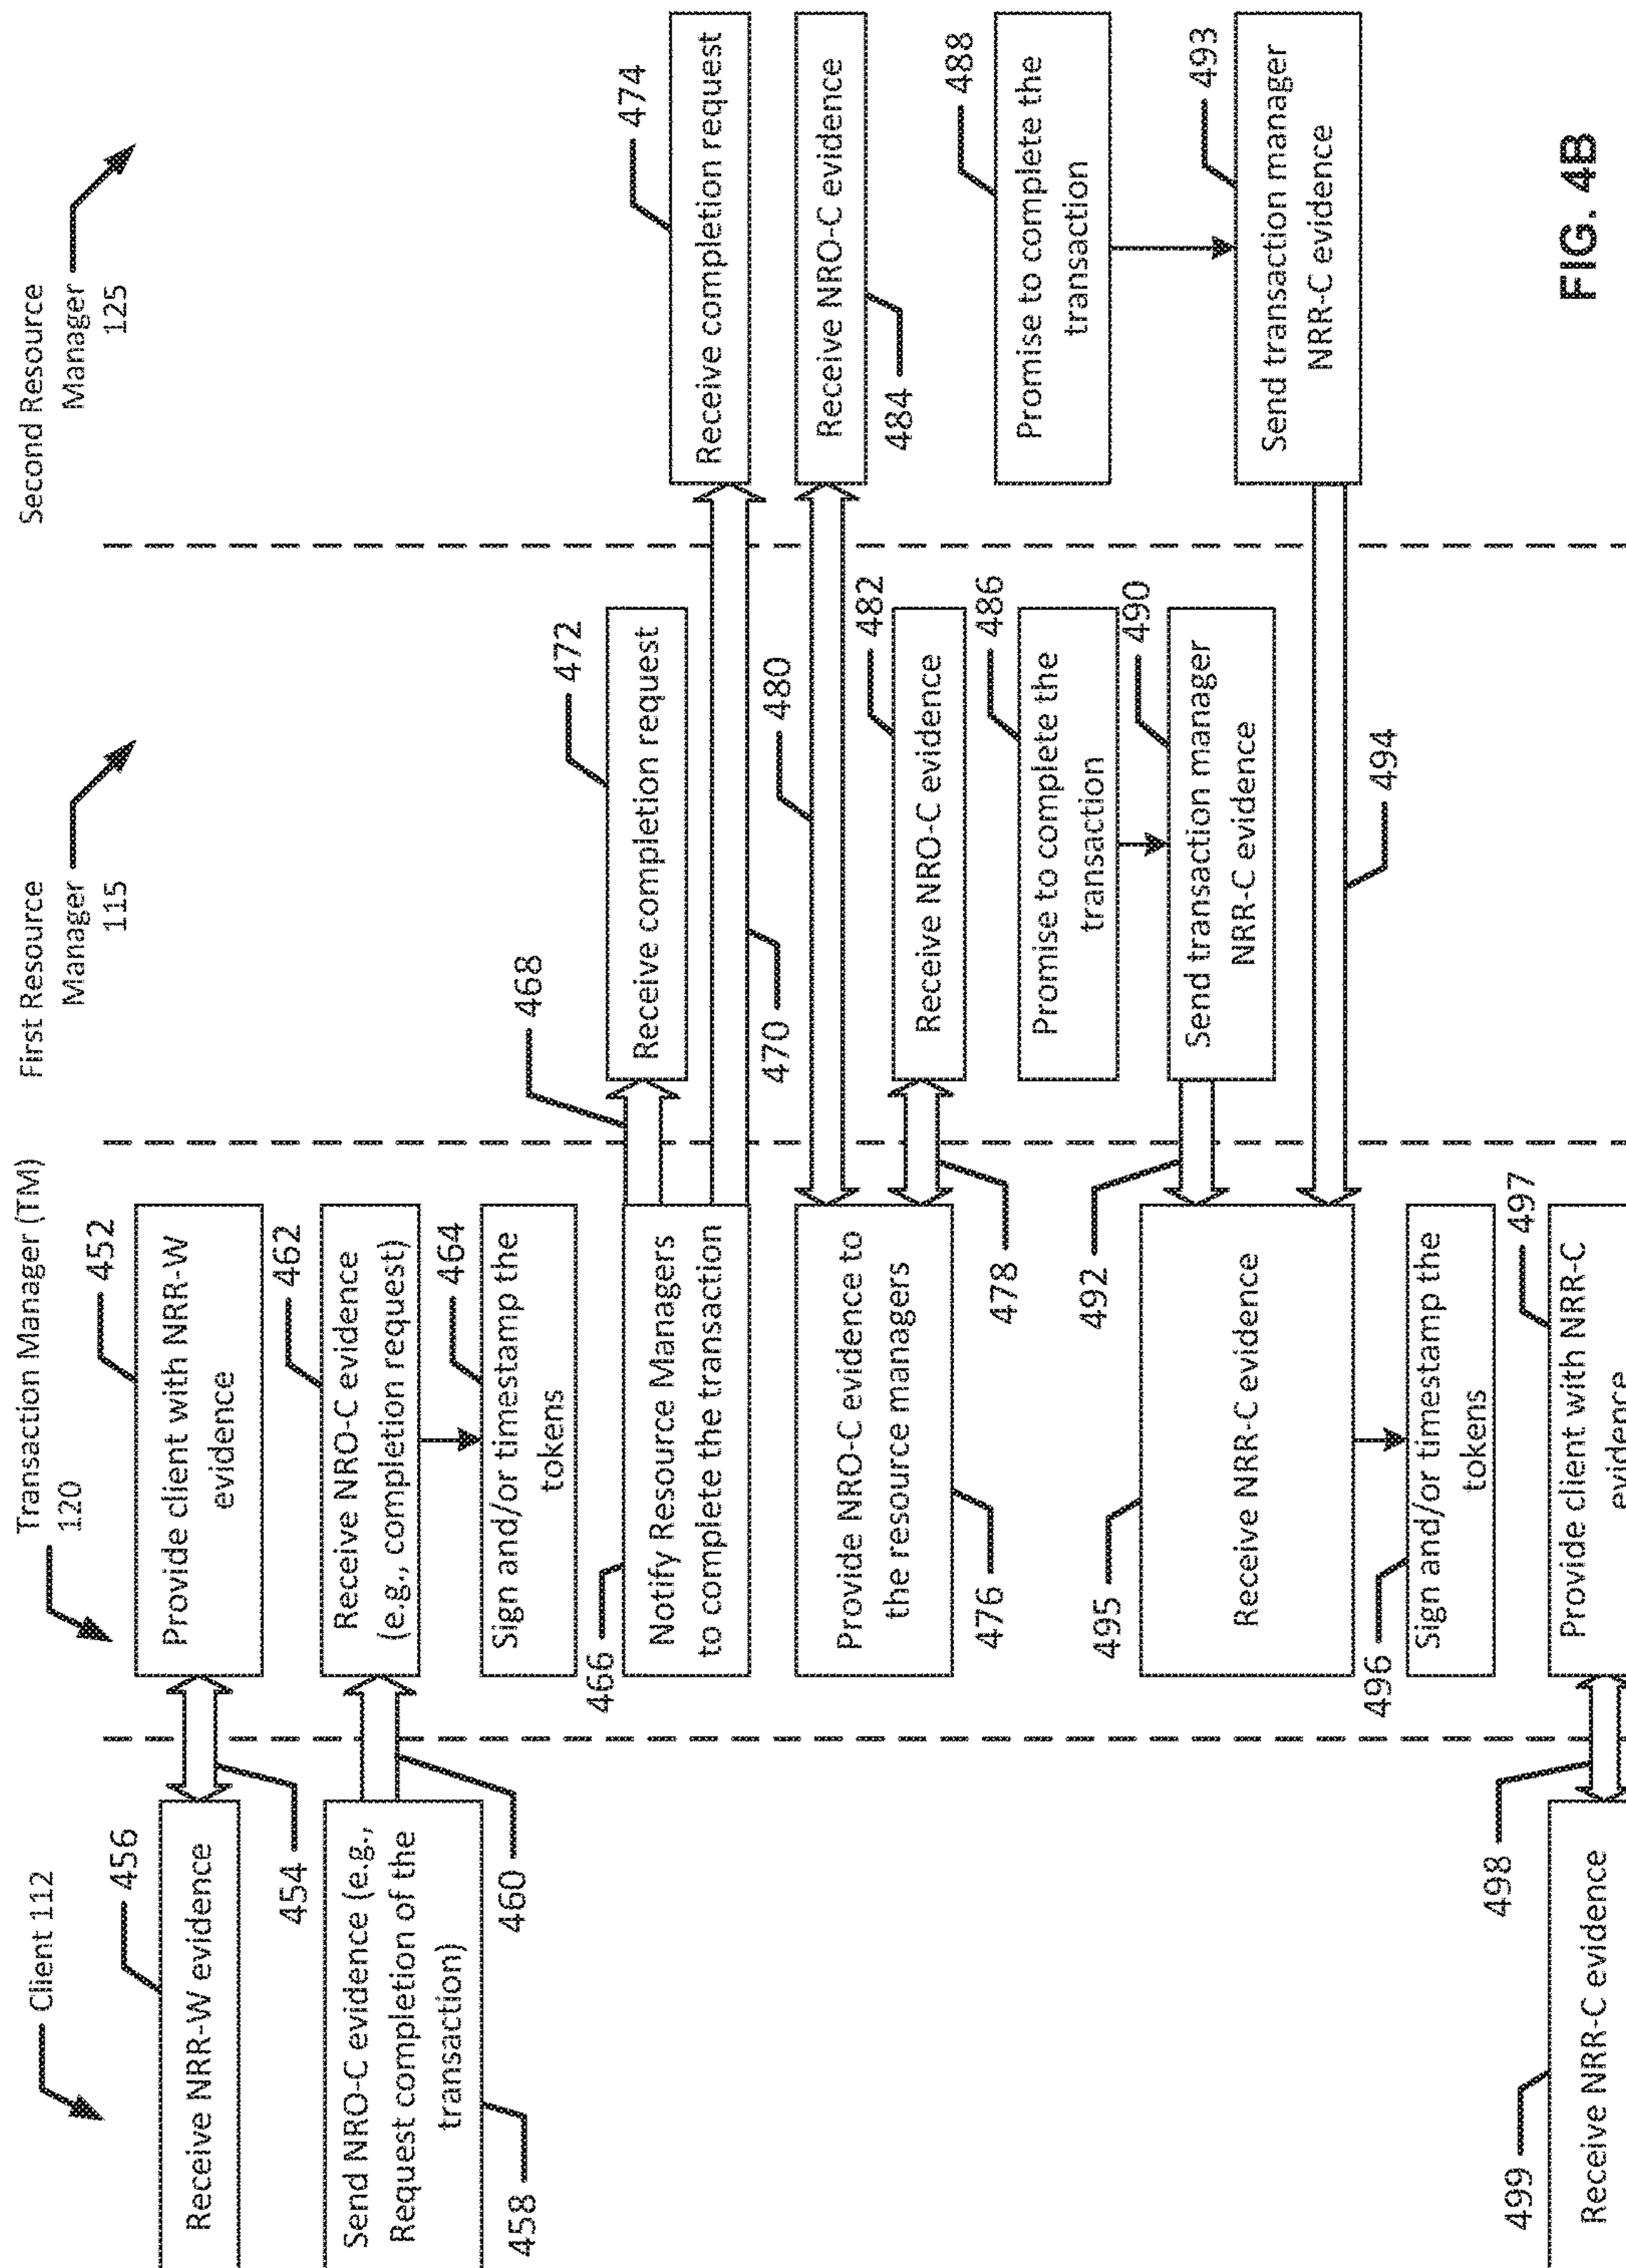 Client 112
Transaction Manager (TM)
120
First Resource
Manager
115
Second Resource
Manager
125
456
Receive NRR-W evidence
454
452
Provide client with NRR-W
evidence
Send NRO-C evidence (e.g.,
Request completion of the
transaction)
458
460
462
Receive NRO-C evidence
(e.g., completion request)
464
Sign and/or timestamp the
tokens
466
Notify Resource Managers
to complete the transaction
468
472
Receive completion request
470
474
Receive completion request
480
Receive NRO-C evidence
484
Provide NRO-C evidence to
the resource managers
476
478
482
Receive NRO-C evidence
486
Promise to complete the
transaction
488
Promise to complete the
transaction
490
Send transaction manager
NRR-C evidence
492
493
Send transaction manager
NRR-C evidence
494
495
Receive NRR-C evidence
496
Sign and/or timestamp the
tokens
497
Provide client with NRR-C
evidence
498
499
Receive NRR-C evidence
FIG. 4B